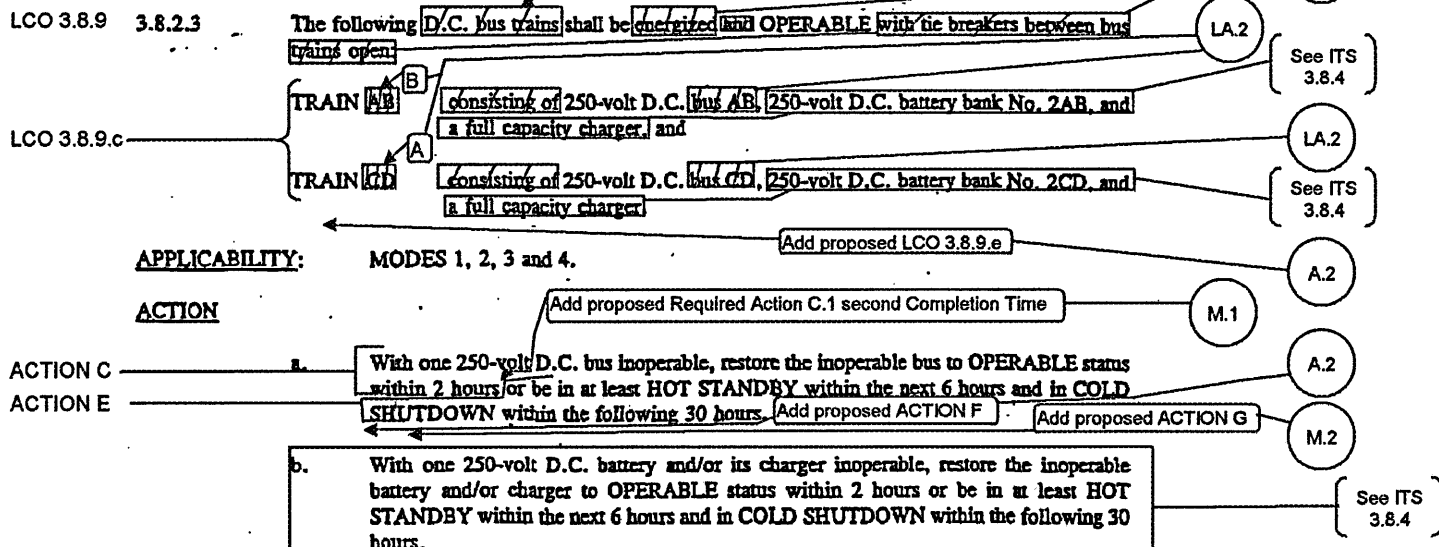 LCO 3.8.9 3.8.2.3 The following D.C. bus trains shall be energized and OPERABLE with tie breakers between bus
trains open:
LA.2
See ITS
3.8.4
B
TRAIN AB consisting of 250-volt D.C. bus AB, 250-volt D.C. battery bank No. 2AB, and
a full capacity charger, and
LCO 3.8.9.c
A
LA.2
TRAIN CD consisting of 250-volt D.C. bus CD, 250-volt D.C. battery bank No. 2CD, and
a full capacity charger.
See ITS
3.8.4
Add proposed LCO 3.8.9.e
APPLICABILITY: MODES 1, 2, 3 and 4.
A.2
Add proposed Required Action C.1 second Completion Time
M.1
ACTION
ACTION C a. With one 250-volt D.C. bus inoperable, restore the inoperable bus to OPERABLE status
within 2 hours or be in at least HOT STANDBY within the next 6 hours and in COLD
ACTION E SHUTDOWN within the following 30 hours.
A.2
Add proposed ACTION F
Add proposed ACTION G
M.2
b. With one 250-volt D.C. battery and/or its charger inoperable, restore the inoperable
battery and/or charger to OPERABLE status within 2 hours or be in at least HOT
STANDBY within the next 6 hours and in COLD SHUTDOWN within the following 30
hours.
See ITS
3.8.4